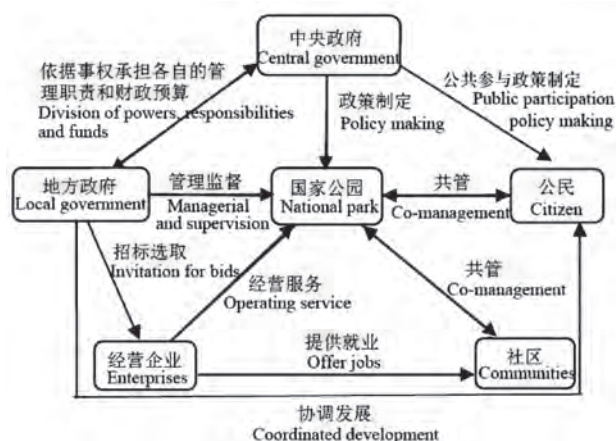 中央政府
Central government
依据事权承担各自的管
理职责和财政预算
Division of powers, responsibilities
and funds
政策制定
Policy making
公共参与政策制定
Public participation
policy making
地方政府
Local government
管理监督
Managerial
and supervision
国家公园
National park
共管
Co-management
公民
Citizen
招标选取
Invitation for bids
经营服务
Operating service
共管
Co-management
经营企业
Enterprises
提供就业
Offer jobs
社区
Communities
协调发展
Coordinated development